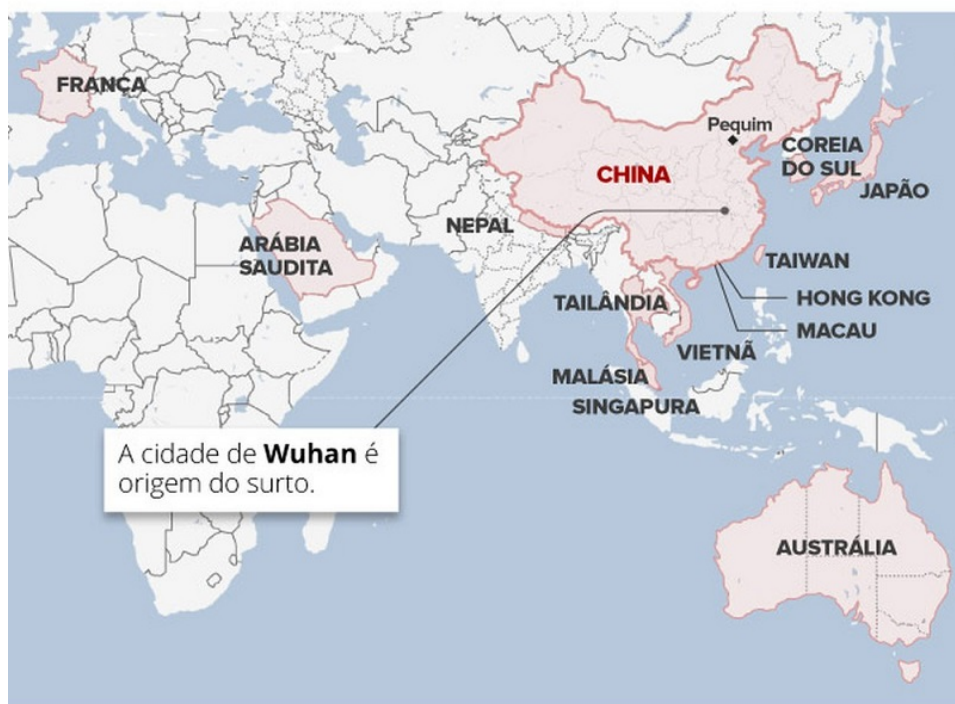 FRANÇA
Pequim
COREIA
DO SUL
CHINA
JAPÃO
NEPAL
ARÁBIA
SAUDITA
TAIWAN
HONG KONG
TAILÂNDIA
MACAU
VIETNÃ
MALÁSIA
SINGAPURA
A cidade de Wuhan é
origem do surto.
AUSTRÁLIA